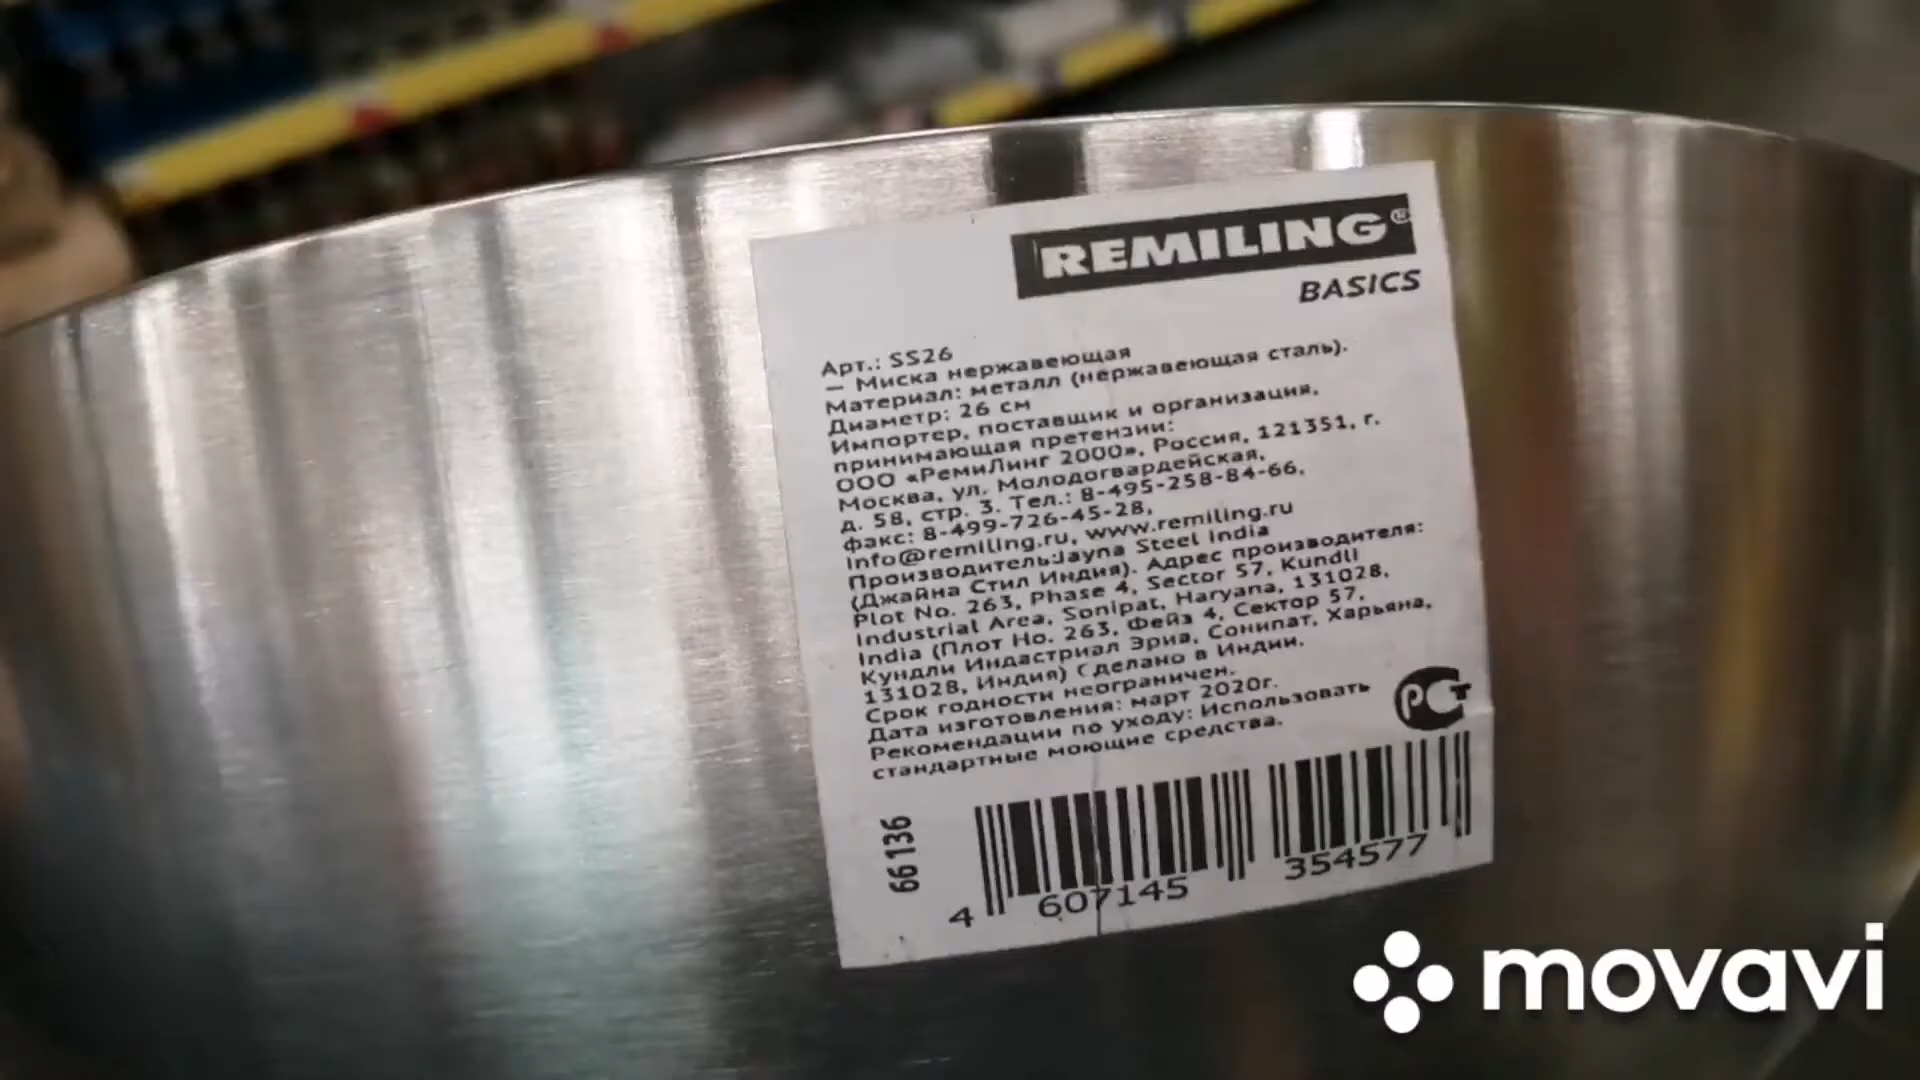 REMILING®
BASICS
Арт.: SS26
— Миска нержавеющая
Материал: металл (нержавеющая сталь).
Диаметр: 26 см
Импортер, поставщик и организация,
принимающая претензии:
ООО «РемиЛинг 2000», Россия, 121351, г.
Москва, ул. Молодогвардейская,
д. 58, стр. 3. Тел.: 8-495-258-84-66,
факс: 8-499-726-45-28,
info@remiling.ru, www.remiling.ru
Производитель:Jayna Steel India
(Джайна Стил Индия). Адрес производителя:
Plot No. 263, Phase 4, Sector 57, Kundli
Industrial Area, Sonipat, Haryana, 131028,
India (Плот Но. 263, Фейз 4, Сектор 57,
Кундли Индастриал Эриа, Сонипат, Харьяна,
131028, Индия) Сделано в Индии.
Срок годности неограничен.
Дата изготовления: март 2020г.
Рекомендации по уходу: Использовать
стандартные моющие средства.
РСТ
66136
4 607145 354577
movavi